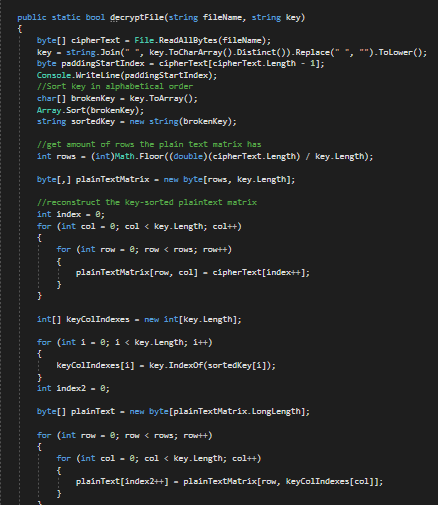 public static bool decryptFile(string fileName, string key)
{
byte[] cipherText = File.ReadAllBytes(fileName);
key = string.Join(" ", key.ToCharArray().Distinct()).Replace(" ", "").ToLower();
byte paddingStartIndex = cipherText[cipherText.Length - 1];
Console.WriteLine(paddingStartIndex);
//Sort key in alphabetical order
char[] brokenKey = key.ToArray();
Array.Sort(brokenKey);
string sortedKey = new string(brokenKey);
//get amount of rows the plain text matrix has
int rows = (int)Math.Floor((double)(cipherText.Length) / key.Length);
byte[,] plainTextMatrix = new byte[rows, key.Length];
//reconstruct the key-sorted plaintext matrix
int index = 0;
for (int col = 0; col < key.Length; col++)
{
for (int row = 0; row < rows; row++)
{
plainTextMatrix[row, col] = cipherText[index++];
}
}
int[] keyColIndexes = new int[key.Length];
for (int i = 0; i < key.Length; i++)
{
keyColIndexes[i] = key.IndexOf(sortedKey[i]);
}
int index2 = 0;
byte[] plainText = new byte[plainTextMatrix.LongLength];
for (int row = 0; row < rows; row++)
{
for (int col = 0; col < key.Length; col++)
{
plainText[index2++] = plainTextMatrix[row, keyColIndexes[col]];
}
}